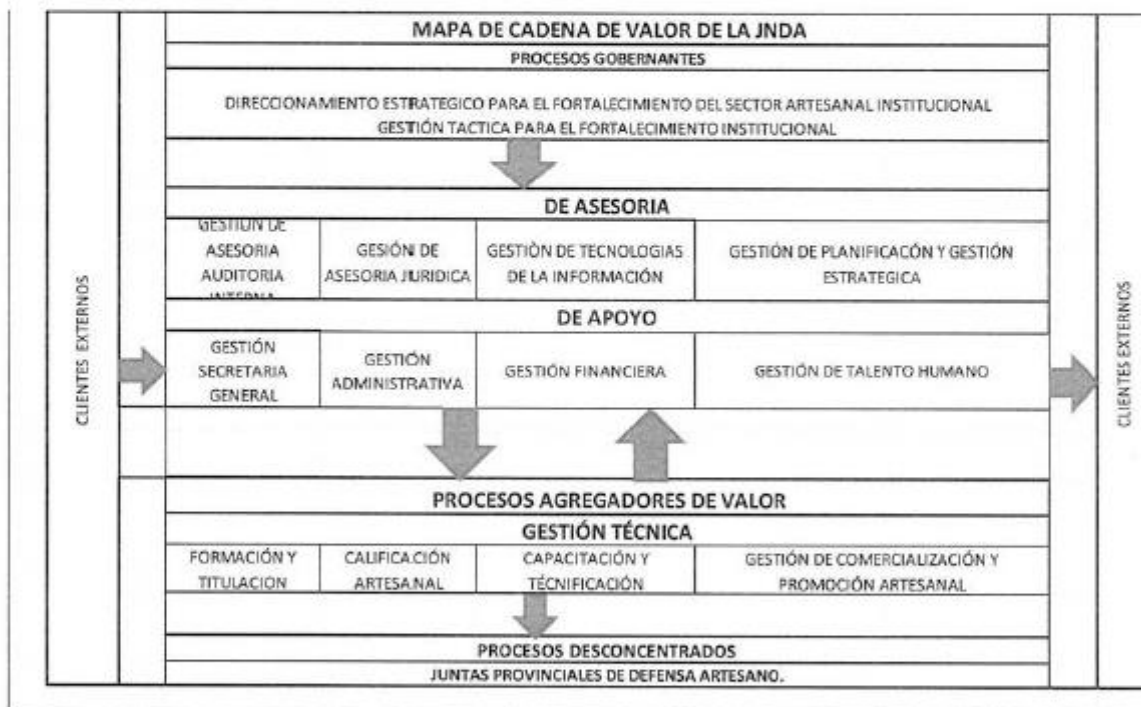 MAPA DE CADENA DE VALOR DE LA JNDA
PROCESOS GOBERNANTES
DIRECCIONAMIENTO ESTRATEGICO PARA EL FORTALECIMIENTO DEL SECTOR ARTESANAL INSTITUCIONAL
GESTIÓN TACTICA PARA EL FORTALECIMIENTO INSTITUCIONAL
DE ASESORIA
GESTIÓN DE
ASESORIA
AUDITORIA
INTERNA
GESIÓN DE
ASESORIA JURIDICA
GESTIÒN DE TECNOLOGIAS
DE LA INFORMACIÓN
GESTIÓN DE PLANIFICACÓN Y GESTIÓN
ESTRATEGICA
DE APOYO
GESTIÓN
SECRETARIA
GENERAL
GESTIÓN
ADMINISTRATIVA
GESTIÓN FINANCIERA
GESTIÓN DE TALENTO HUMANO
CLIENTES EXTERNOS
CLIENTES EXTERNOS
PROCESOS AGREGADORES DE VALOR
GESTIÓN TÉCNICA
FORMACIÓN Y
TITULACION
CALIFICACIÓN
ARTESANAL
CAPACITACIÓN Y
TÉCNIFICACIÓN
GESTIÓN DE COMERCIALIZACIÓN Y
PROMOCIÓN ARTESANAL
PROCESOS DESCONCENTRADOS
JUNTAS PROVINCIALES DE DEFENSA ARTESANO.